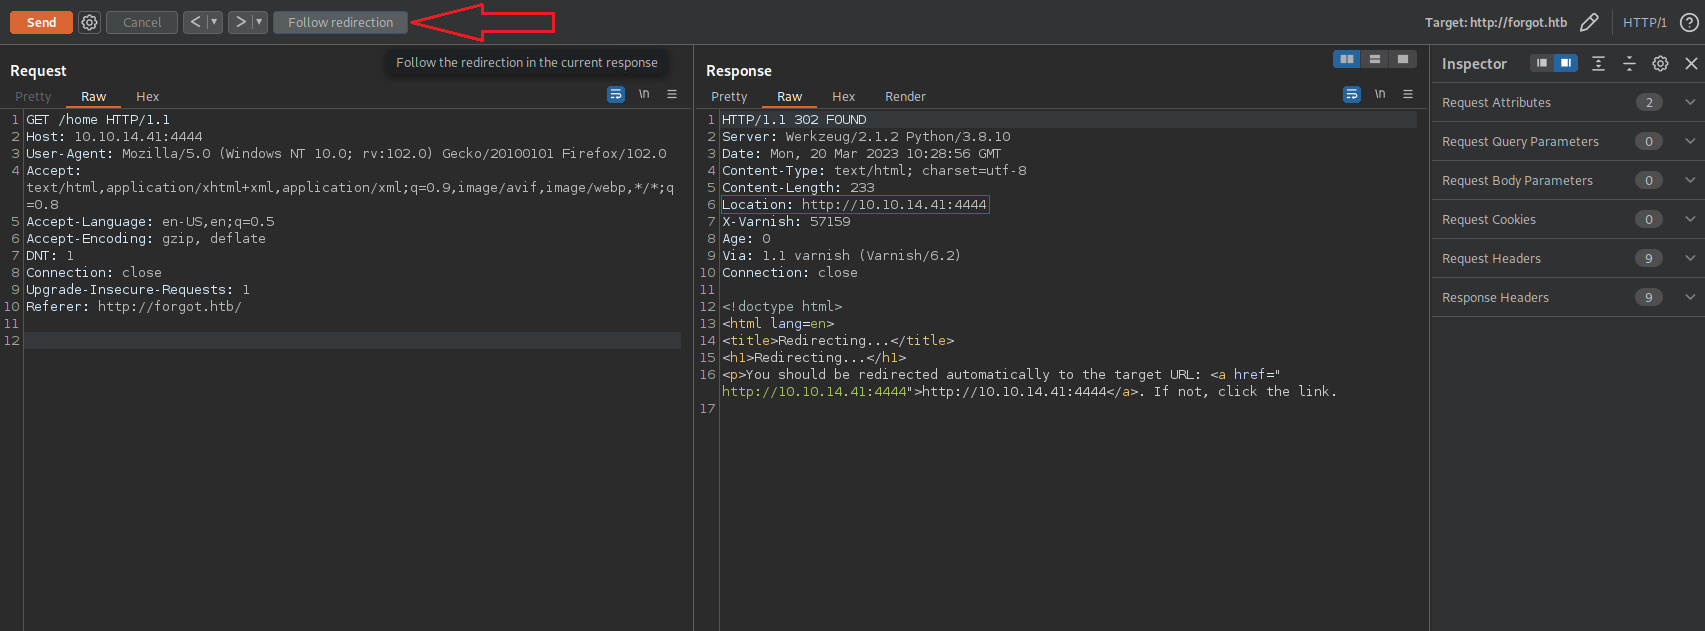 Send Cancel < > Follow redirection Target: http://forgot.htb HTTP/1 ?
Follow the redirection in the current response
Request
Pretty Raw Hex \n
1 GET /home HTTP/1.1
2 Host: 10.10.14.41:4444
3 User-Agent: Mozilla/5.0 (Windows NT 10.0; rv:102.0) Gecko/20100101 Firefox/102.0
4 Accept:
text/html,application/xhtml+xml,application/xml;q=0.9,image/avif,image/webp,*/*;q
=0.8
5 Accept-Language: en-US,en;q=0.5
6 Accept-Encoding: gzip, deflate
7 DNT: 1
8 Connection: close
9 Upgrade-Insecure-Requests: 1
10 Referer: http://forgot.htb/
11
12
Response
Pretty Raw Hex Render \n
1 HTTP/1.1 302 FOUND
2 Server: Werkzeug/2.1.2 Python/3.8.10
3 Date: Mon, 20 Mar 2023 10:28:56 GMT
4 Content-Type: text/html; charset=utf-8
5 Content-Length: 233
6 Location: http://10.10.14.41:4444
7 X-Varnish: 57159
8 Age: 0
9 Via: 1.1 varnish (Varnish/6.2)
10 Connection: close
11
12 <!doctype html>
13 <html lang=en>
14 <title>Redirecting...</title>
15 <h1>Redirecting...</h1>
16 <p>You should be redirected automatically to the target URL: <a href="
http://10.10.14.41:4444">http://10.10.14.41:4444</a>. If not, click the link.
17
Inspector
Request Attributes 2
Request Query Parameters 0
Request Body Parameters 0
Request Cookies 0
Request Headers 9
Response Headers 9